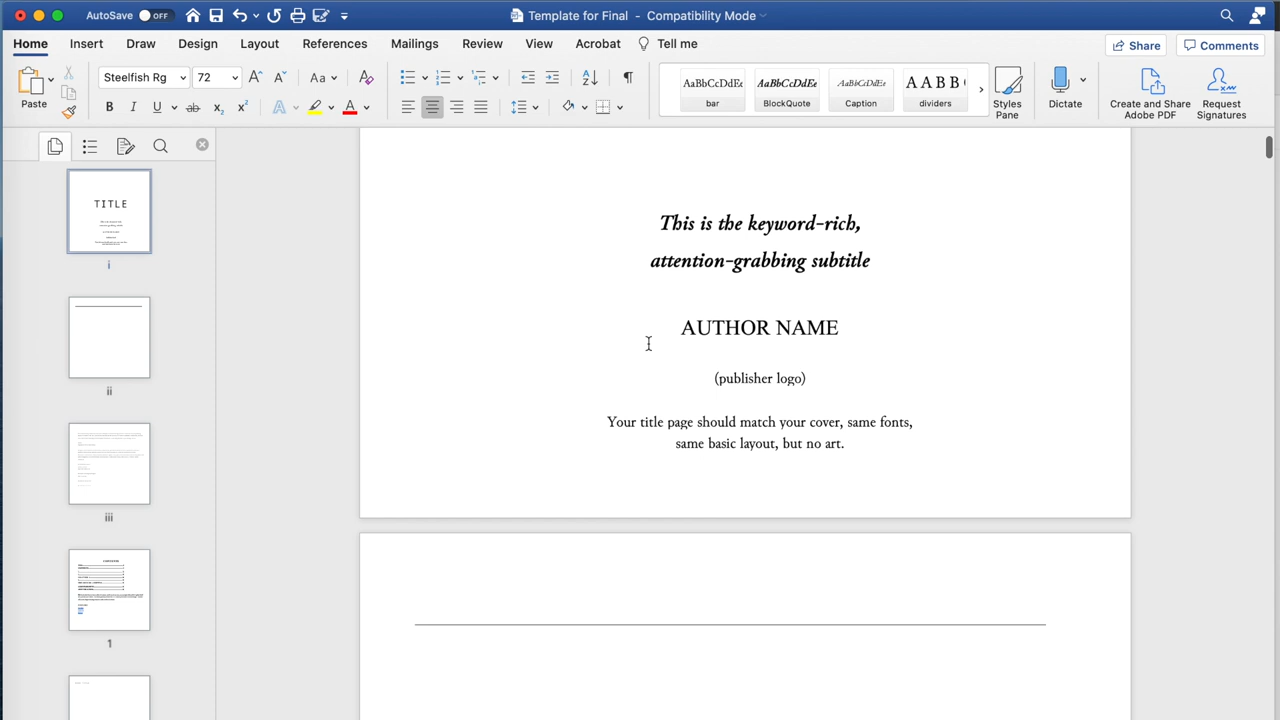 AutoSave OFF Template for Final - Compatibility Mode
Home Insert Draw Design Layout References Mailings Review View Acrobat Tell me Share Comments
Paste Steelfish Rg 72 Aa AaBbCcDdEe AaBbCcDdEe AaBbCcDdEe A A B B
B I U ab x₂ x² A A bar BlockQuote Caption dividers Styles Pane Dictate Create and Share Adobe PDF Request Signatures
TITLE
i
ii
iii
1
This is the keyword-rich,
attention-grabbing subtitle
AUTHOR NAME
(publisher logo)
Your title page should match your cover, same fonts,
same basic layout, but no art.